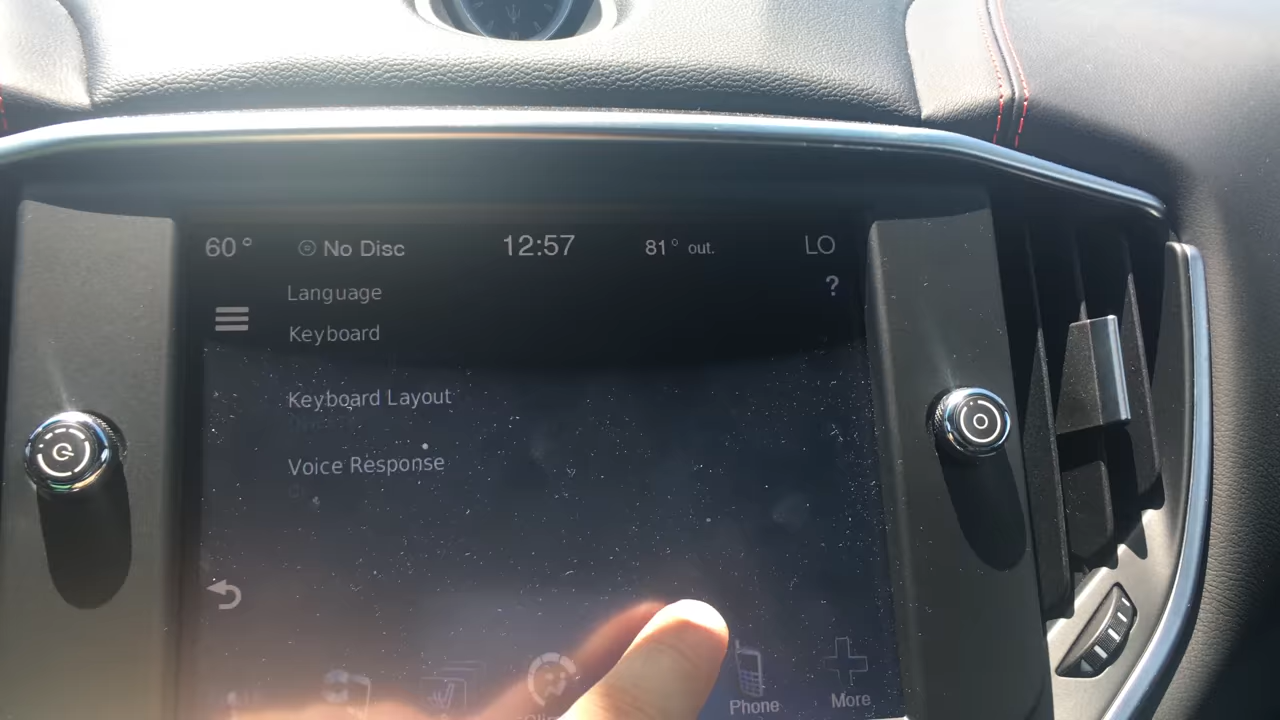 60° No Disc 12:57 81° out. LO
Language
?
Keyboard
Keyboard Layout
Voice Response
Phone
More